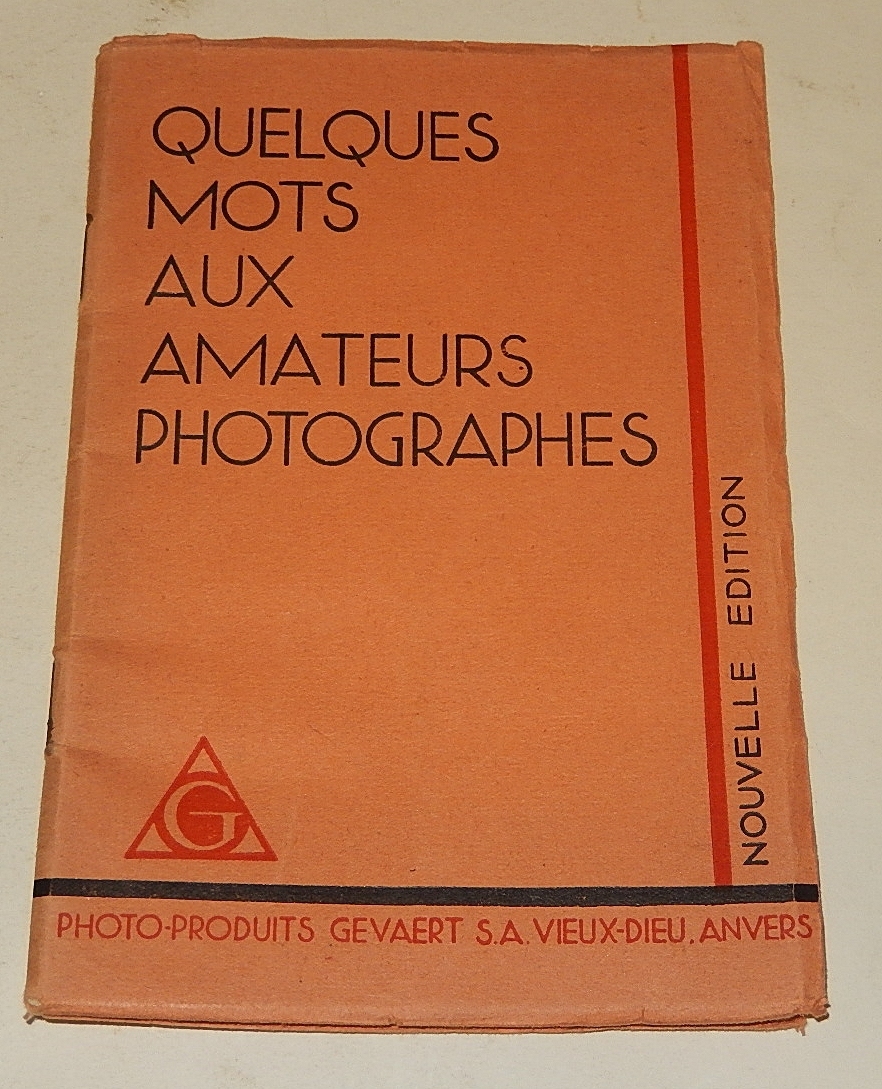 QUELQUES
MOTS
AUX
AMATEURS
PHOTOGRAPHES
NOUVELLE EDITION
G
PHOTO-PRODUITS GEVAERT S.A. VIEUX-DIEU. ANVERS